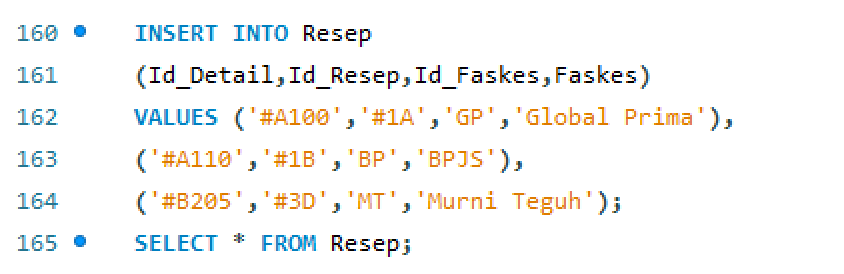 160 INSERT INTO Resep
161 (Id_Detail,Id_Resep,Id_Faskes,Faskes)
162 VALUES ('#A100','#1A','GP','Global Prima'),
163 ('#A110','#1B','BP','BPJS'),
164 ('#B205','#3D','MT','Murni Teguh');
165 SELECT * FROM Resep;